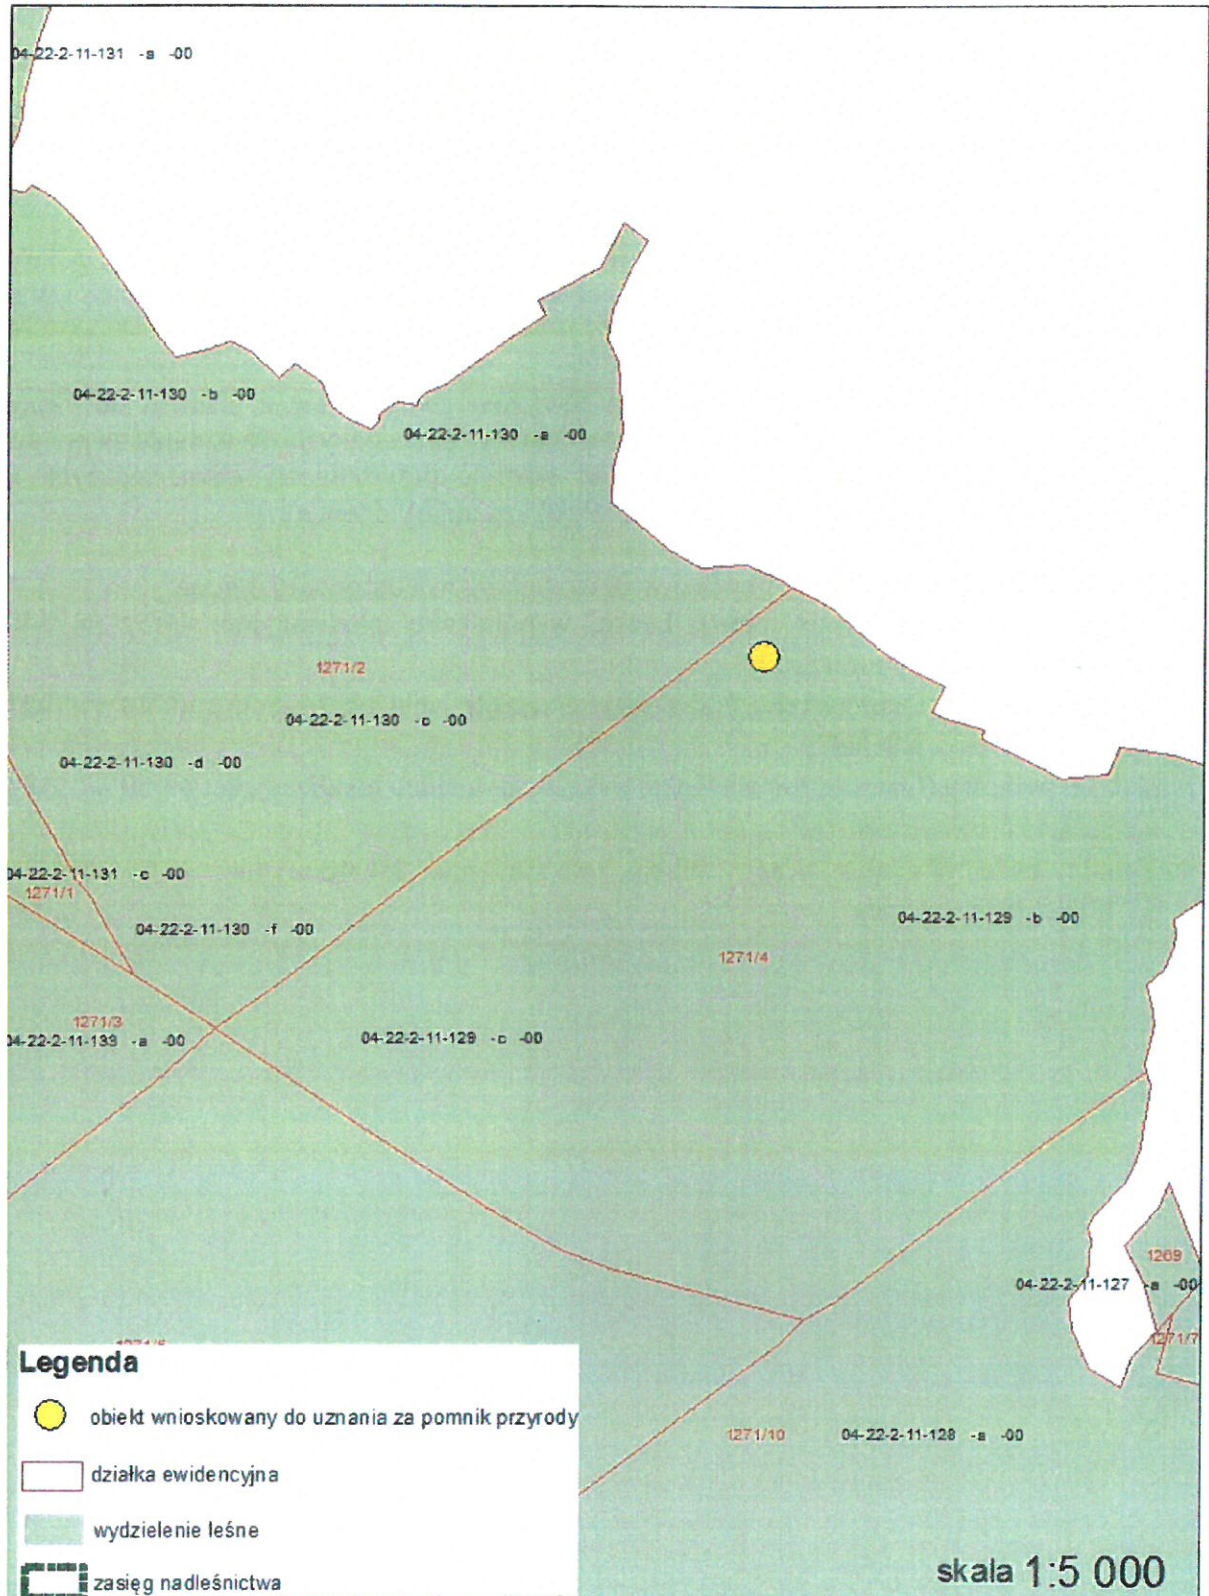 04-22-2-11-131 -a -00
04-22-2-11-130 -b -00
04-22-2-11-130 -a -00
1271/2
04-22-2-11-130 -c -00
04-22-2-11-130 -d -00
04-22-2-11-131 -c -00
1271/1
04-22-2-11-129 -b -00
04-22-2-11-130 -f -00
1271/4
1271/3
04-22-2-11-133 -a -00
04-22-2-11-129 -c -00
1269
04-22-2-11-127 -a -00
1271/7
Legenda
obiekt wnioskowany do uznania za pomnik przyrody
1271/10
04-22-2-11-128 -a -00
działka ewidencyjna
wydzielenie leśne
zasięg nadleśnictwa
skala 1:5 000